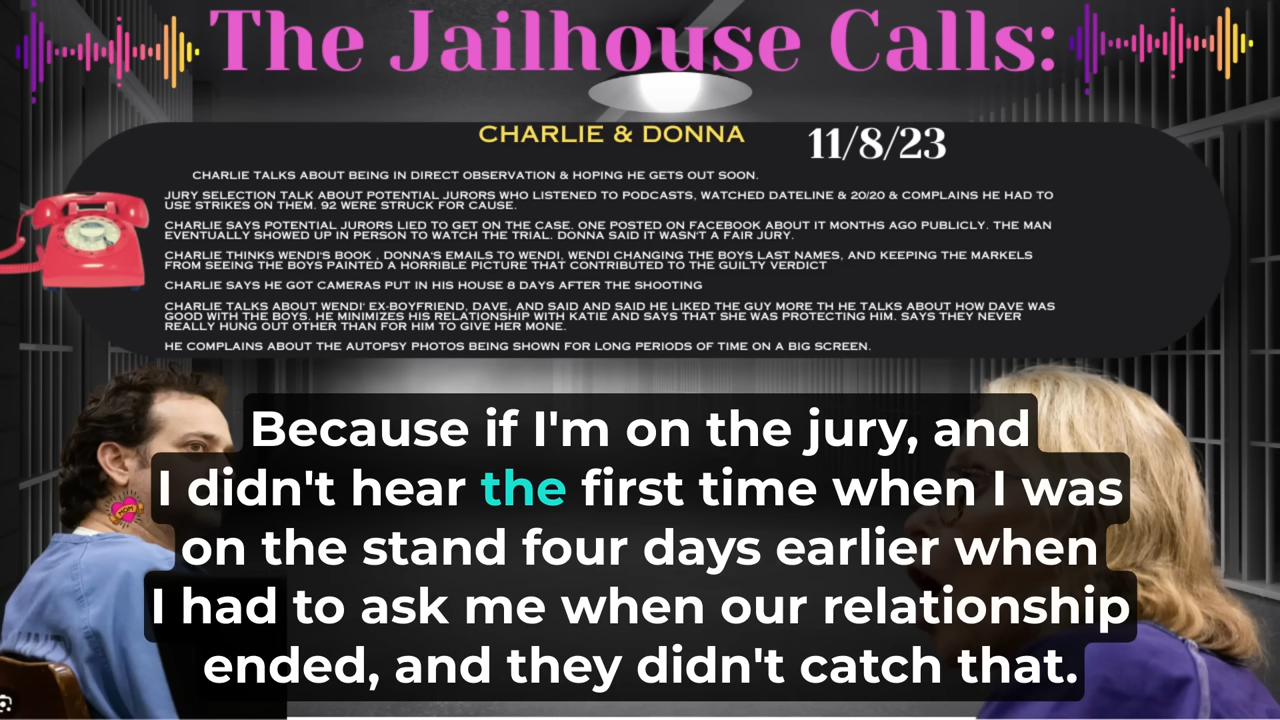 The Jailhouse Calls:
CHARLIE & DONNA
11/8/23
CHARLIE TALKS ABOUT BEING IN DIRECT OBSERVATION & HOPING HE GETS OUT SOON.
JURY SELECTION TALK ABOUT POTENTIAL JURORS WHO LISTENED TO PODCASTS, WATCHED DATELINE & 20/20 & COMPLAINS HE HAD TO
USE STRIKES ON THEM. 92 WERE STRUCK FOR CAUSE.
CHARLIE SAYS POTENTIAL JURORS LIED TO GET ON THE CASE. ONE POSTED ON FACEBOOK ABOUT IT MONTHS AGO PUBLICLY. THE MAN
EVENTUALLY SHOWED UP IN PERSON TO WATCH THE TRIAL. DONNA SAID IT WASN'T A FAIR JURY.
CHARLIE THINKS WENDI'S BOOK , DONNA'S EMAILS TO WENDI, WENDI CHANGING THE BOYS LAST NAMES, AND KEEPING THE MARKELS
FROM SEEING THE BOYS PAINTED A HORRIBLE PICTURE THAT CONTRIBUTED TO THE GUILTY VERDICT
CHARLIE SAYS HE GOT CAMERAS PUT IN HIS HOUSE 8 DAYS AFTER THE SHOOTING
CHARLIE TALKS ABOUT WENDI' EX-BOYFRIEND, DAVE, AND SAID AND SAID HE LIKED THE GUY MORE TH HE TALKS ABOUT HOW DAVE WAS
GOOD WITH THE BOYS. HE MINIMIZES HIS RELATIONSHIP WITH KATIE AND SAYS THAT SHE WAS PROTECTING HIM. SAYS THEY NEVER
REALLY HUNG OUT OTHER THAN FOR HIM TO GIVE HER MONE.
HE COMPLAINS ABOUT THE AUTOPSY PHOTOS BEING SHOWN FOR LONG PERIODS OF TIME ON A BIG SCREEN.
MOM
Because if I'm on the jury, and
I didn't hear the first time when I was
on the stand four days earlier when
I had to ask me when our relationship
ended, and they didn't catch that.